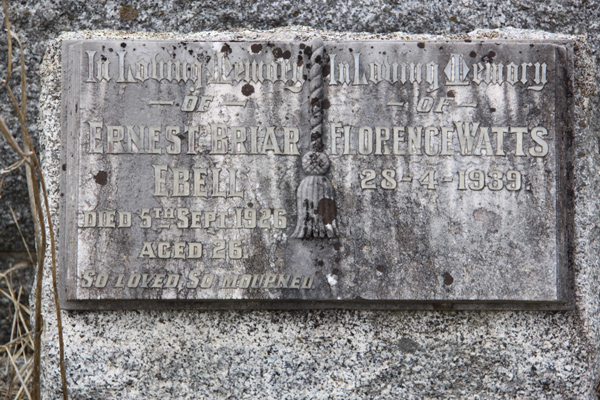 In Loving Memory
OF
ERNEST BRIAR
EBELL
DIED 5TH SEPT. 1926
AGED 26.
SO LOVED, SO MOURNED.
In Loving Memory
OF
FLORENCE WATTS
28-4-1939.